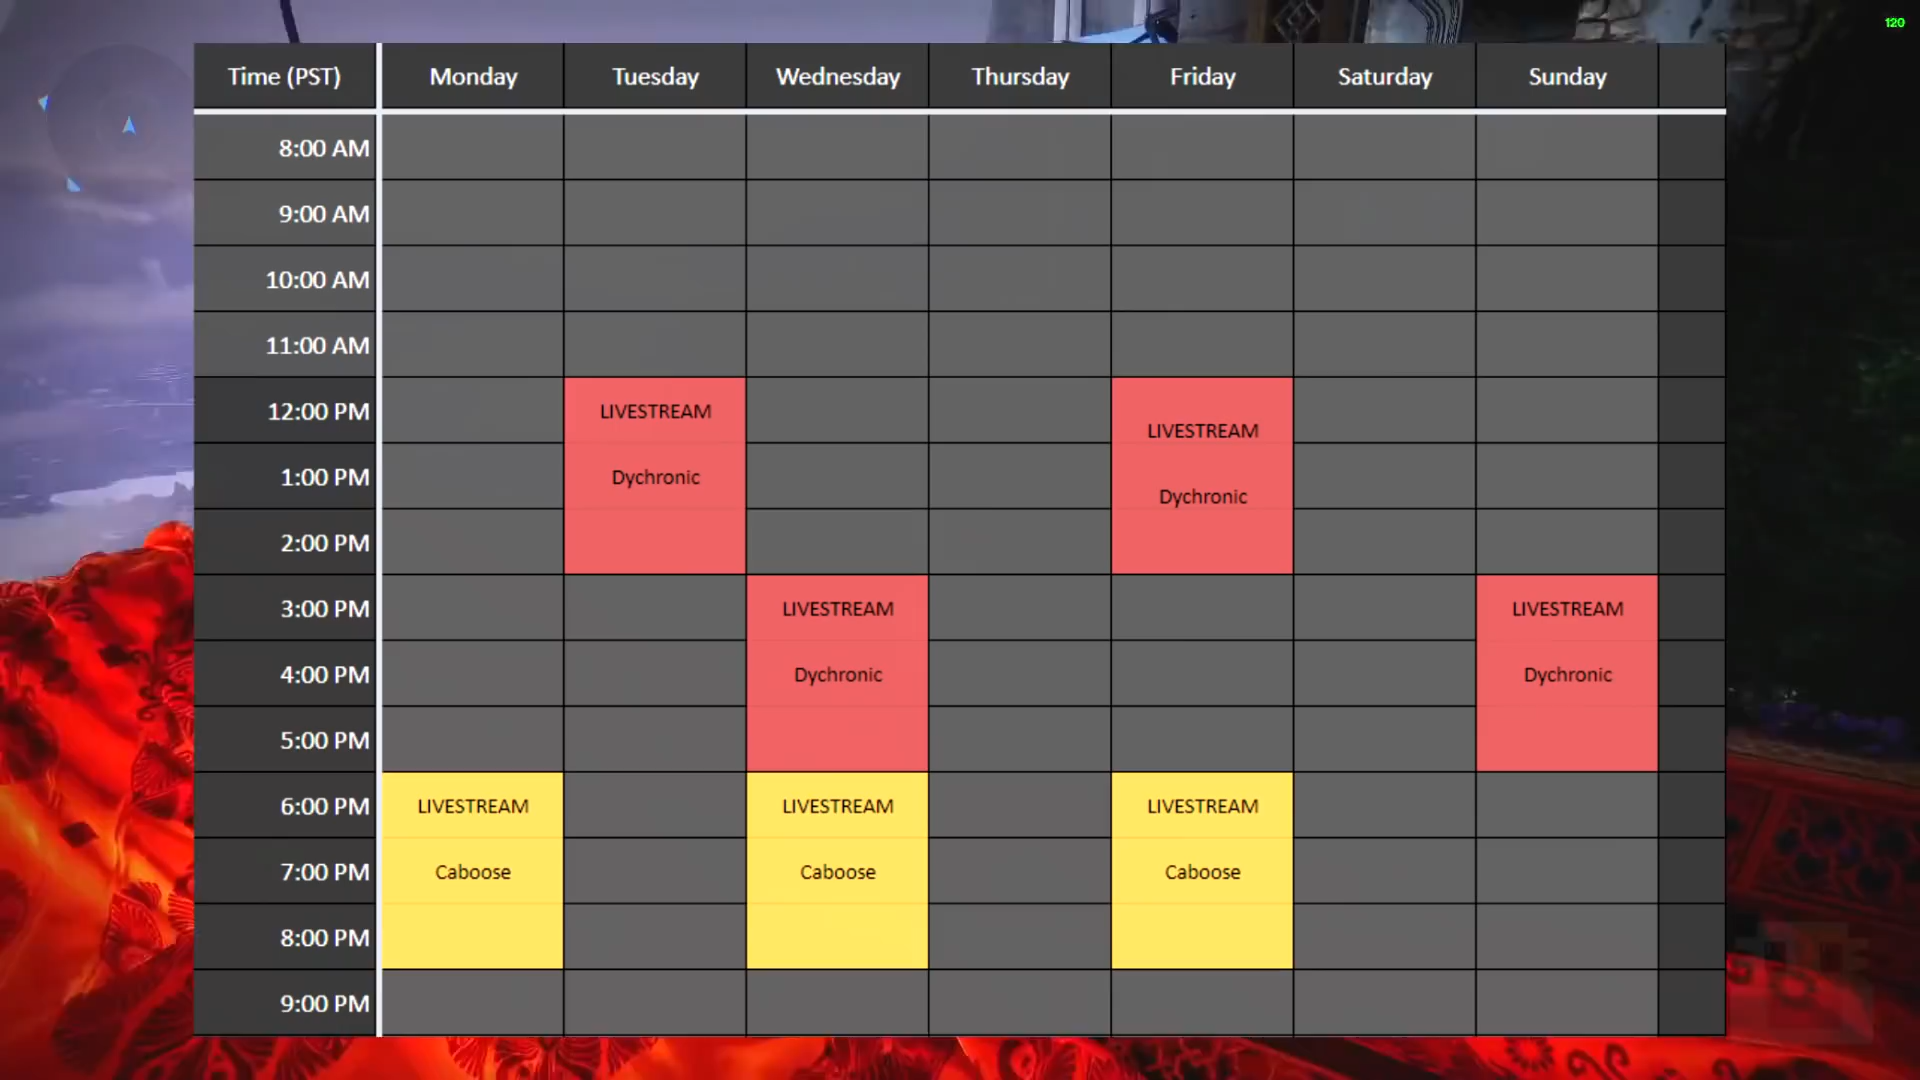 120
Time (PST) Monday Tuesday Wednesday Thursday Friday Saturday Sunday
8:00 AM
9:00 AM
10:00 AM
11:00 AM
12:00 PM LIVESTREAM LIVESTREAM
1:00 PM Dychronic Dychronic
2:00 PM
3:00 PM LIVESTREAM LIVESTREAM
4:00 PM Dychronic Dychronic
5:00 PM
6:00 PM LIVESTREAM LIVESTREAM LIVESTREAM
7:00 PM Caboose Caboose Caboose
8:00 PM
9:00 PM